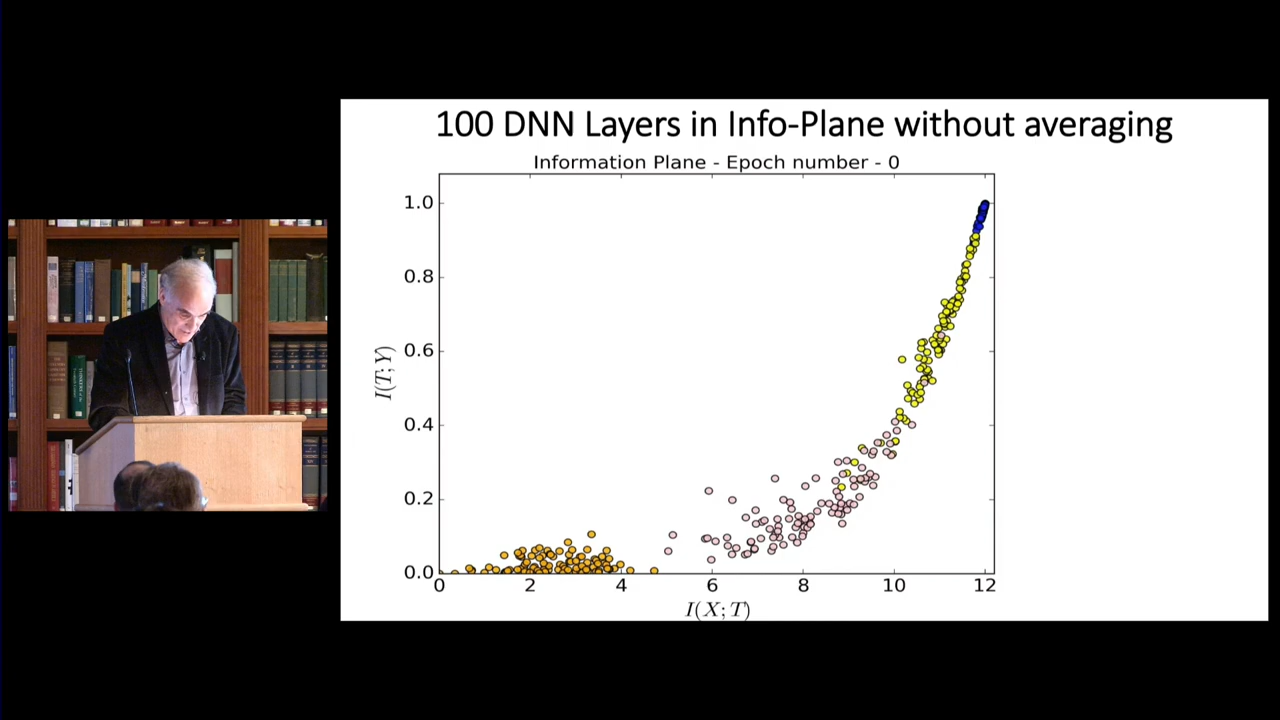 100 DNN Layers in Info-Plane without averaging
Information Plane - Epoch number - 0
1.0
0.8
0.6
0.4
0.2
0.0
I(T;Y)
0 2 4 6 8 10 12
I(X;T)